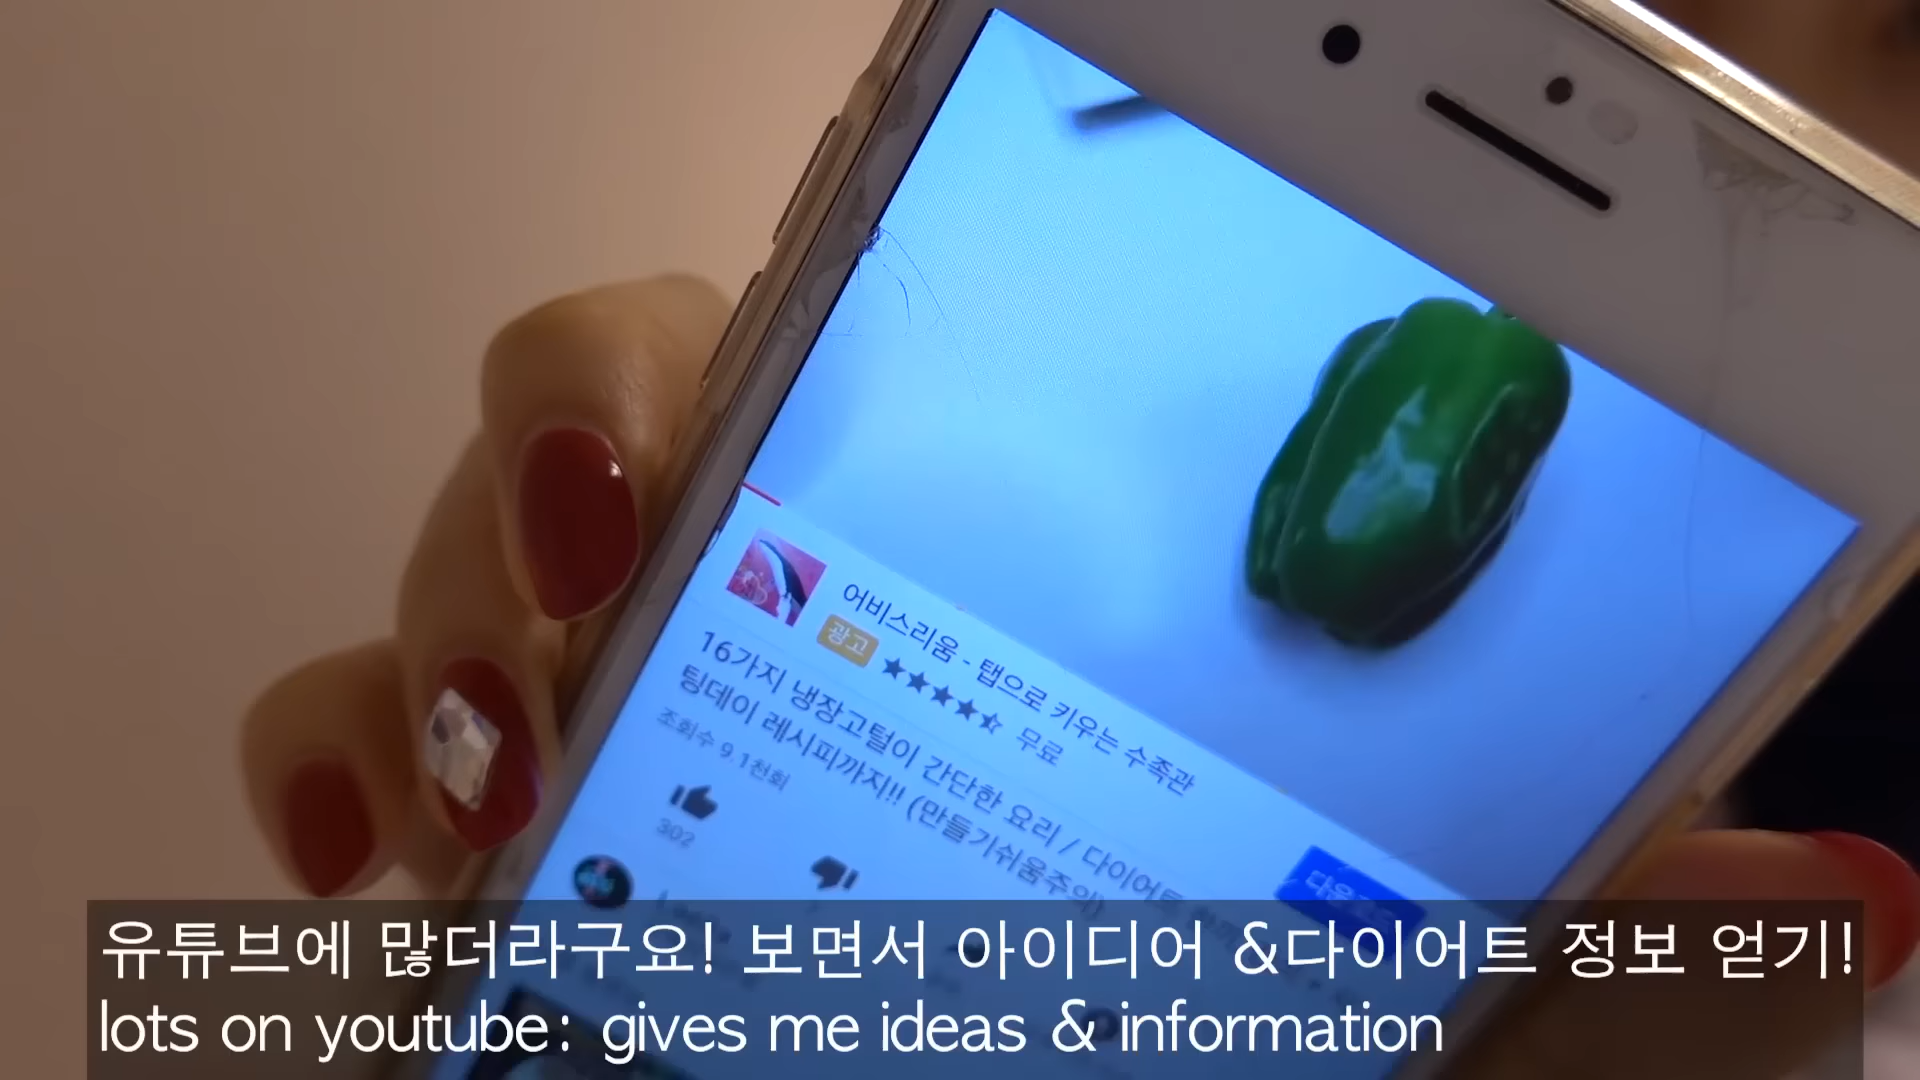 어비스리움 - 탭으로 키우는 수족관
광고 ★★★★☆ 무료
16가지 냉장고털이 간단한 요리 / 다이어트
팅데이 레시피까지!! (만들기쉬움주의)
조회수 9.1천회
302
유튜브에 많더라구요! 보면서 아이디어 &다이어트 정보 얻기!
lots on youtube: gives me ideas & information